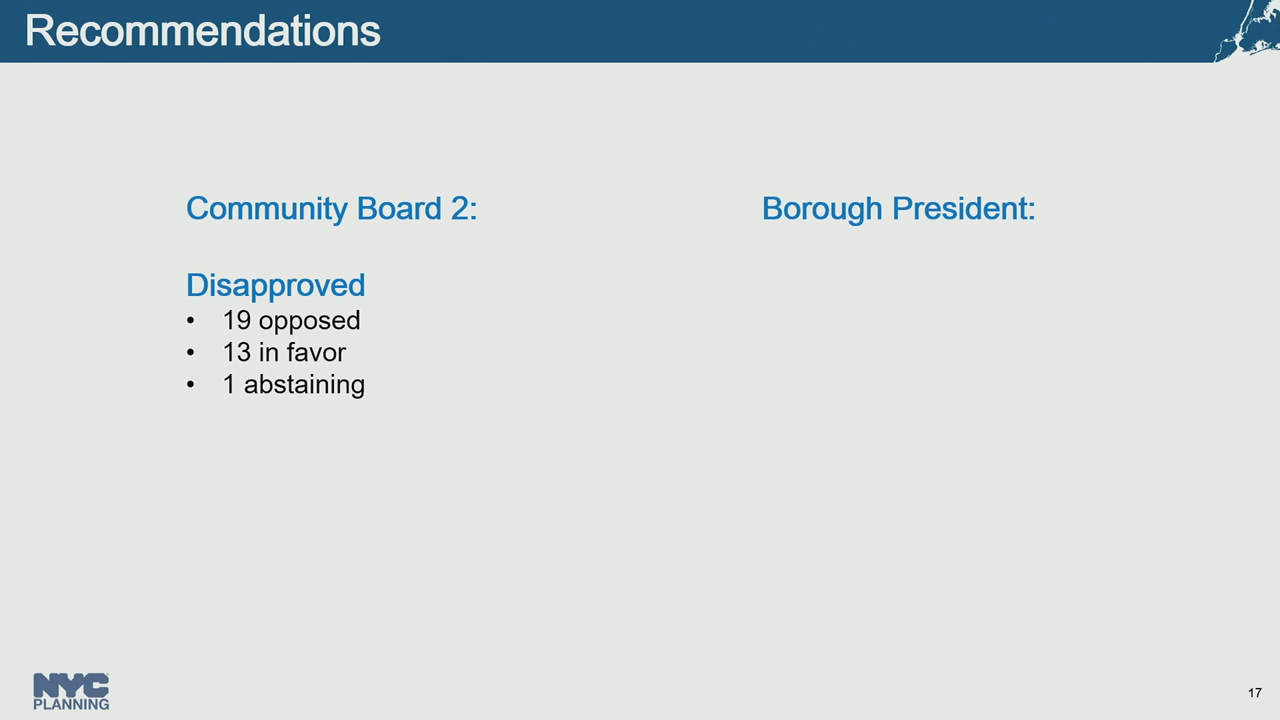 Recommendations
Community Board 2:
Disapproved
• 19 opposed
• 13 in favor
• 1 abstaining
Borough President:
NYC
PLANNING
17